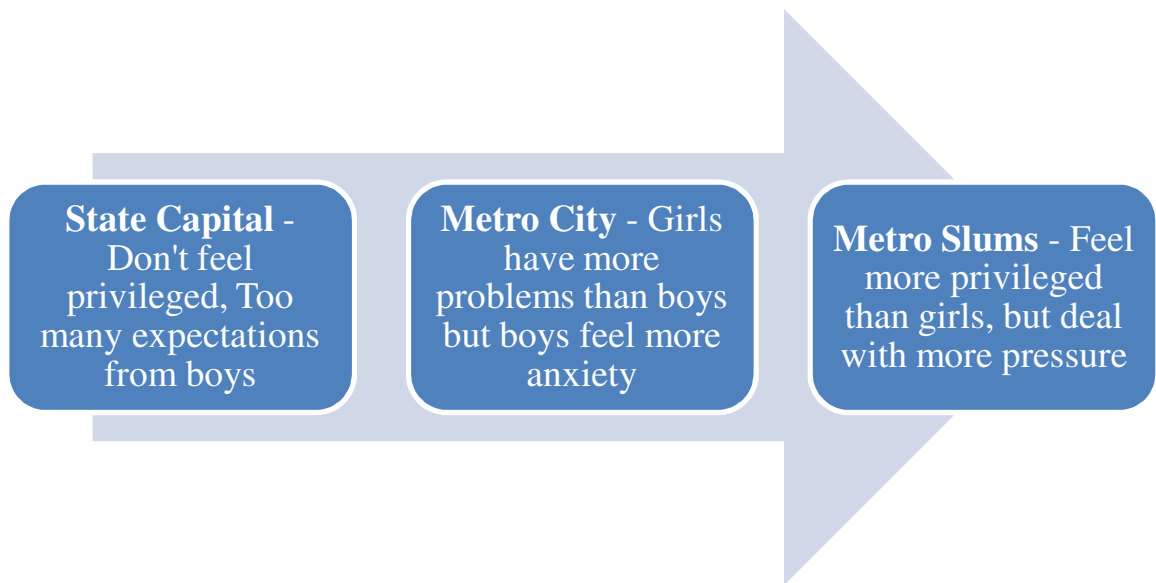 State Capital -
Don't feel
privileged, Too
many expectations
from boys
Metro City - Girls
have more
problems than boys
but boys feel more
anxiety
Metro Slums - Feel
more privileged
than girls, but deal
with more pressure